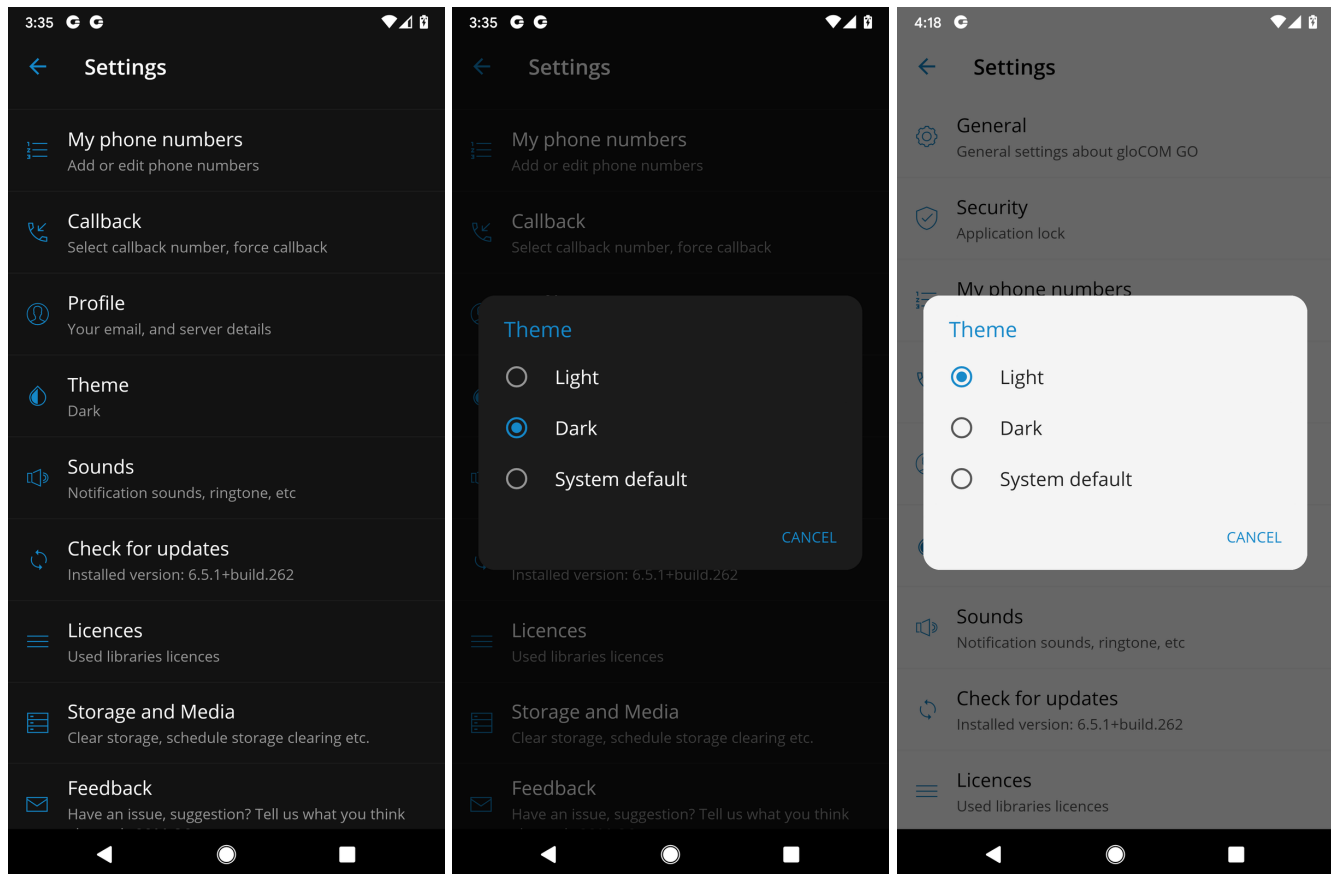 3:35 G G
Settings
My phone numbers
Add or edit phone numbers
Callback
Select callback number, force callback
Profile
Your email, and server details
Theme
Dark
Sounds
Notification sounds, ringtone, etc
Check for updates
Installed version: 6.5.1+build.262
Licences
Used libraries licences
Storage and Media
Clear storage, schedule storage clearing etc.
Feedback
Have an issue, suggestion? Tell us what you think
3:35 G G
Settings
My phone numbers
Add or edit phone numbers
Callback
Select callback number, force callback
Theme
Light
Dark
System default
CANCEL
Installed version: 6.5.1+build.262
Licences
Used libraries licences
Storage and Media
Clear storage, schedule storage clearing etc.
Feedback
Have an issue, suggestion? Tell us what you think
4:18 G
Settings
General
General settings about gloCOM GO
Security
Application lock
My phone numbers
Theme
Light
Dark
System default
CANCEL
Sounds
Notification sounds, ringtone, etc
Check for updates
Installed version: 6.5.1+build.262
Licences
Used libraries licences